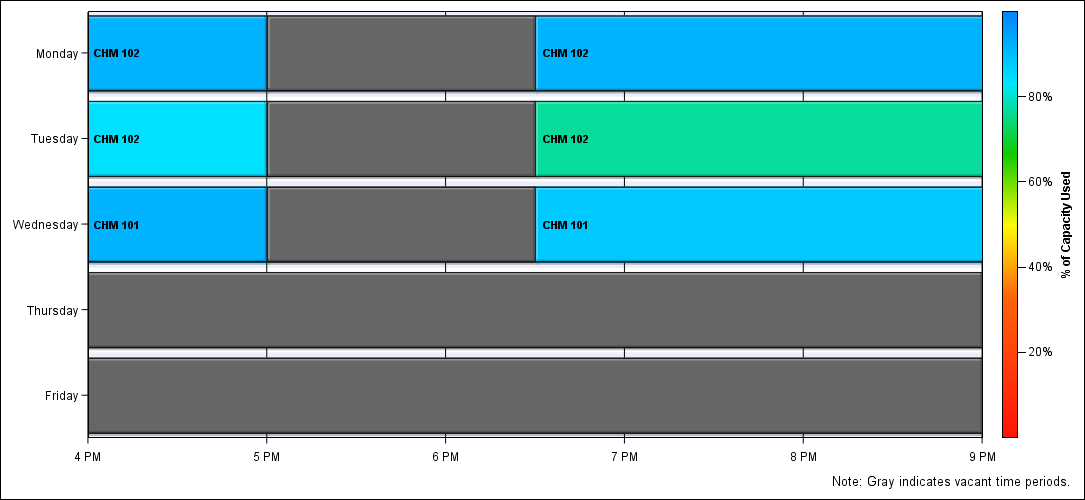 Monday
CHM 102
CHM 102
Tuesday
CHM 102
CHM 102
Wednesday
CHM 101
CHM 101
Thursday
Friday
4 PM
5 PM
6 PM
7 PM
8 PM
9 PM
80%
60%
40%
20%
% of Capacity Used
Note: Gray indicates vacant time periods.